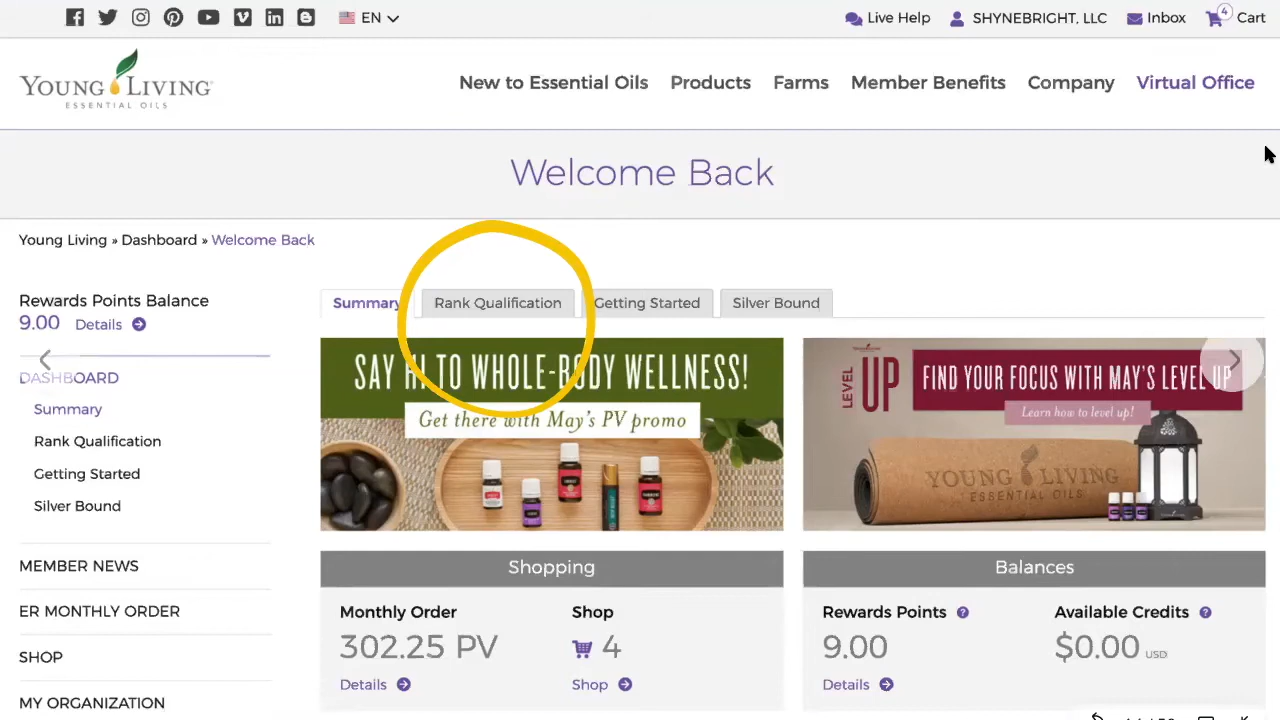 EN
Live Help
SHYNEBRIGHT, LLC
Inbox
4
Cart
YOUNG LIVING
ESSENTIAL OILS
New to Essential Oils
Products
Farms
Member Benefits
Company
Virtual Office
Welcome Back
Young Living » Dashboard » Welcome Back
Rewards Points Balance
9.00 Details
DASHBOARD
Summary
Rank Qualification
Getting Started
Silver Bound
MEMBER NEWS
ER MONTHLY ORDER
SHOP
MY ORGANIZATION
Summary
Rank Qualification
Getting Started
Silver Bound
SAY HI TO WHOLE-BODY WELLNESS!
Get there with May's PV promo
LEVEL UP
FIND YOUR FOCUS WITH MAY'S LEVEL UP
Learn how to level up!
YOUNG LIVING
ESSENTIAL OILS
Shopping
Monthly Order
302.25 PV
Details
Shop
4
Shop
Balances
Rewards Points ?
9.00
Details
Available Credits ?
$0.00 USD